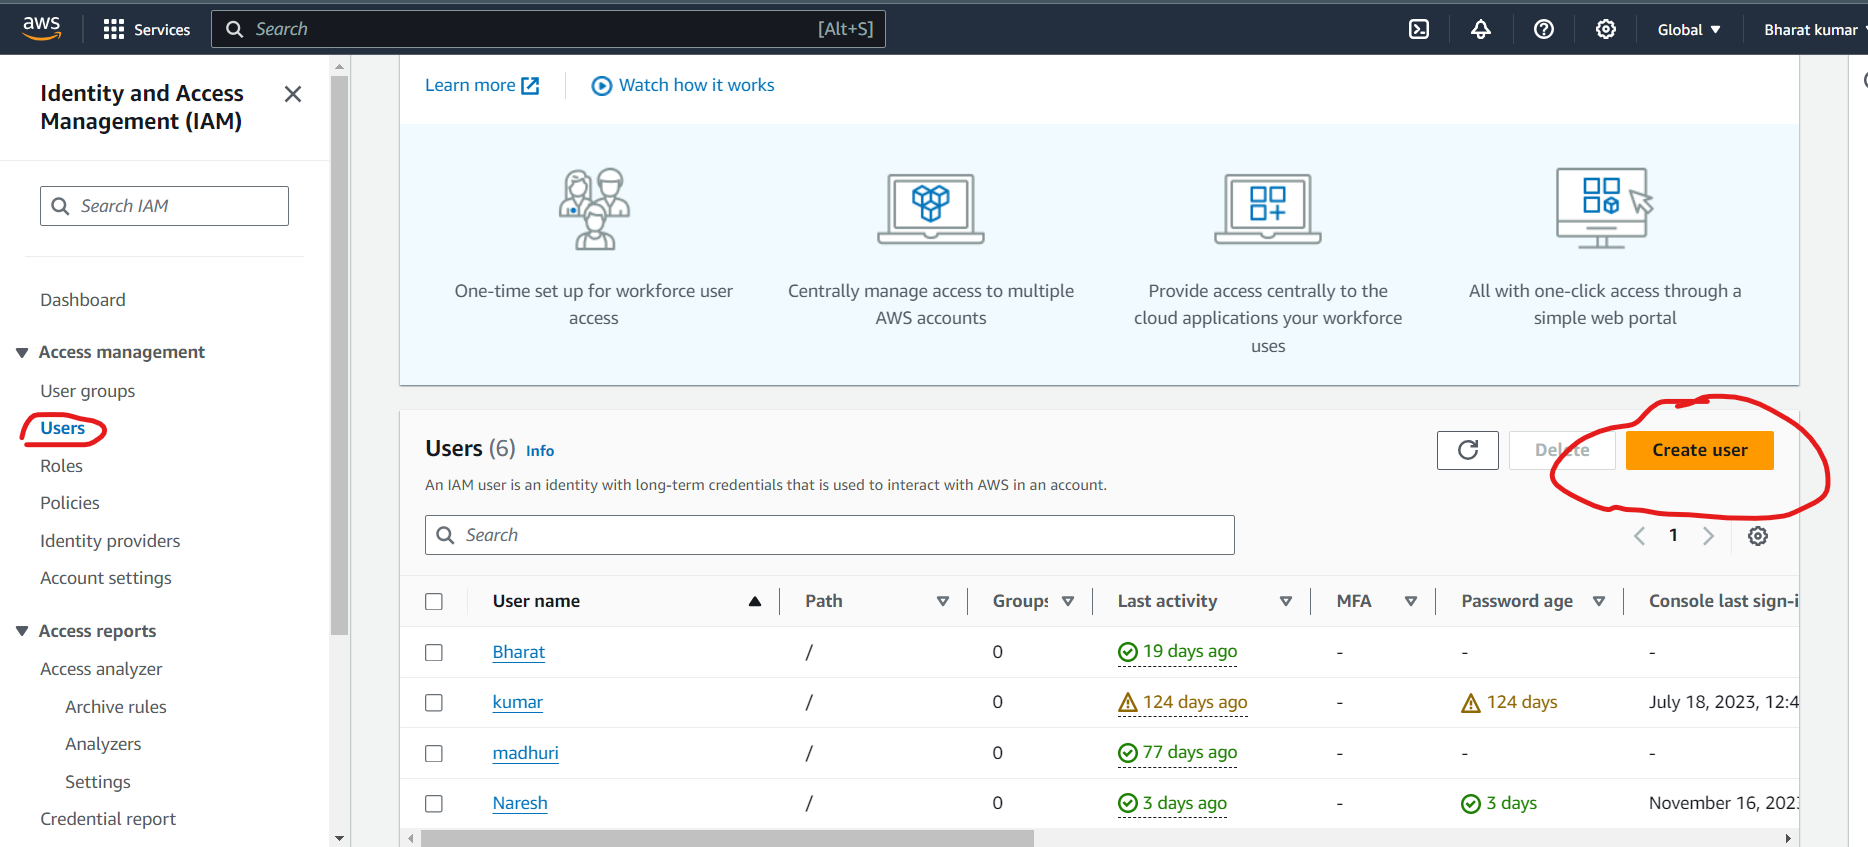 aws
Services
Search
[Alt+S]
Global
Bharat kumar
Identity and Access
Management (IAM)
Search IAM
Dashboard
Access management
User groups
Users
Roles
Policies
Identity providers
Account settings
Access reports
Access analyzer
Archive rules
Analyzers
Settings
Credential report
Learn more
Watch how it works
One-time set up for workforce user
access
Centrally manage access to multiple
AWS accounts
Provide access centrally to the
cloud applications your workforce
uses
All with one-click access through a
simple web portal
Users (6) Info
Delete
Create user
An IAM user is an identity with long-term credentials that is used to interact with AWS in an account.
Search
1
User name Path Groups Last activity MFA Password age Console last sign-i
Bharat / 0 19 days ago - - -
kumar / 0 124 days ago - 124 days July 18, 2023, 12:4
madhuri / 0 77 days ago - - -
Naresh / 0 3 days ago - 3 days November 16, 2023